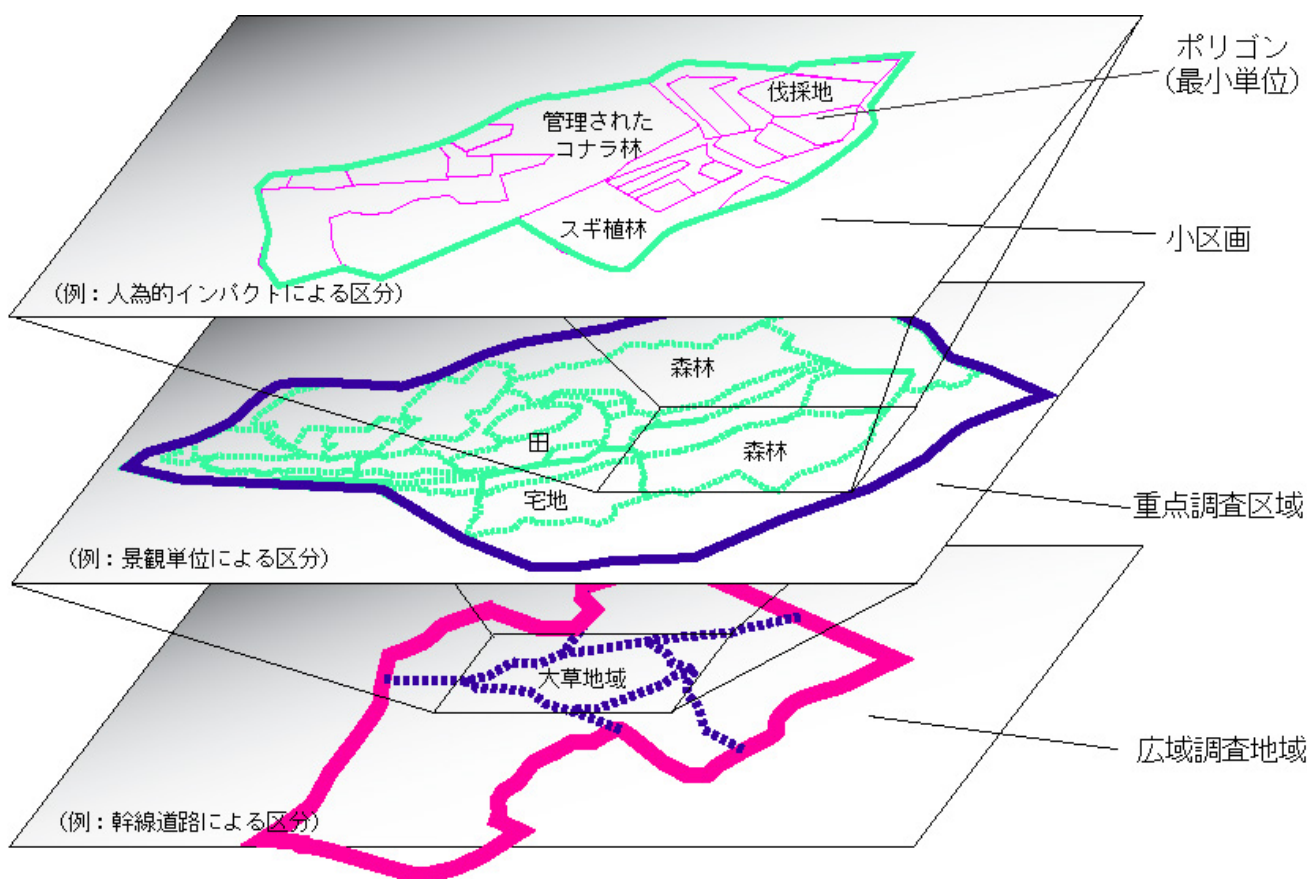 ポリゴン
(最小単位)
伐採地
管理された
コナラ林
スギ植林
小区画
(例：人為的インパクトによる区分)
森林
田
森林
宅地
重点調査区域
(例：景観単位による区分)
大草地域
広域調査地域
(例：幹線道路による区分)